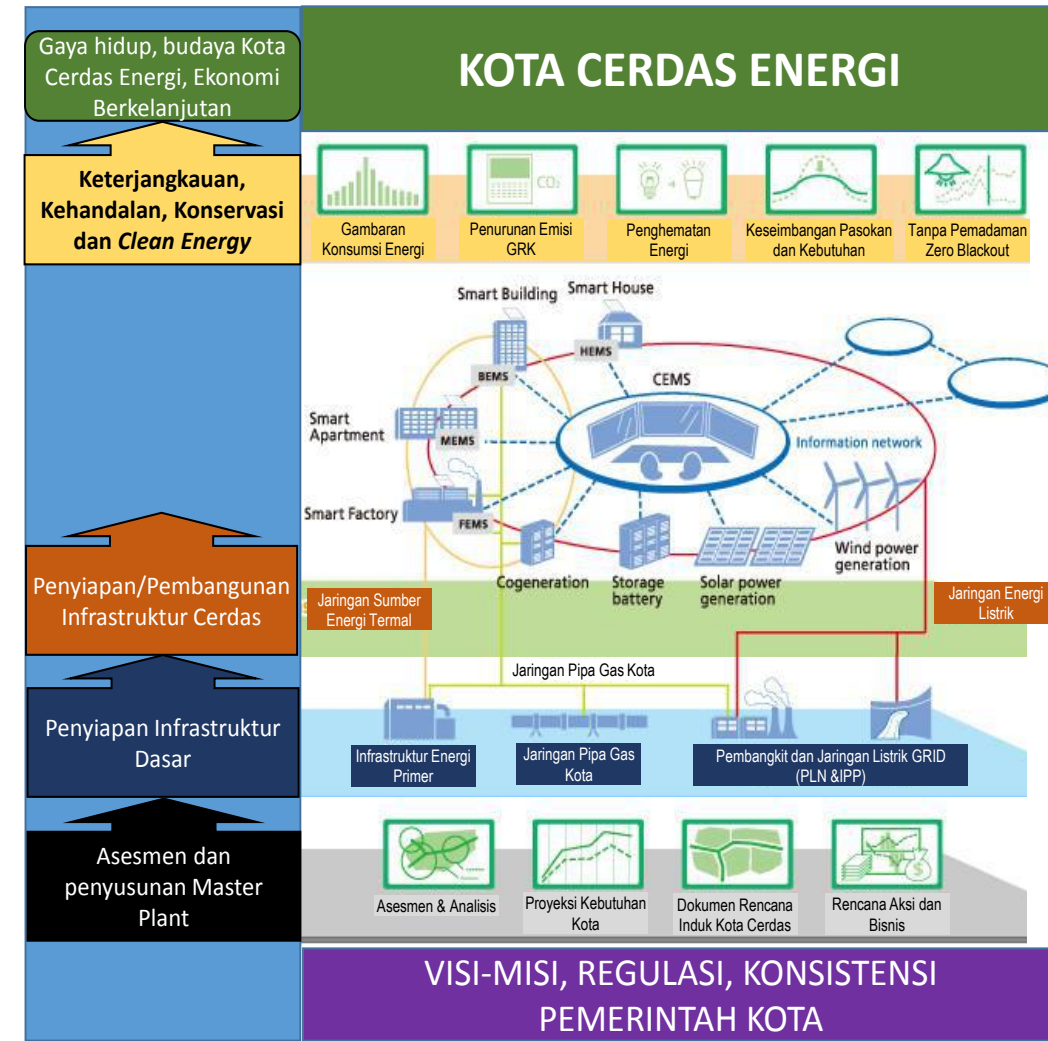 Gaya hidup, budaya Kota
Cerdas Energi, Ekonomi
Berkelanjutan
KOTA CERDAS ENERGI
Keterjangkauan,
Kehandalan, Konservasi
dan Clean Energy
CO₂
Gambaran
Konsumsi Energi
Penurunan Emisi
GRK
Penghematan
Energi
Keseimbangan Pasokan
dan Kebutuhan
Tanpa Pemadaman
Zero Blackout
Smart Building
Smart House
HEMS
BEMS
CEMS
Smart
Apartment
MEMS
Information network
Smart Factory
FEMS
Cogeneration
Storage
battery
Solar power
generation
Wind power
generation
Penyiapan/Pembangunan
Infrastruktur Cerdas
Jaringan Sumber
Energi Termal
Jaringan Energi
Listrik
Jaringan Pipa Gas Kota
Penyiapan Infrastruktur
Dasar
Infrastruktur Energi
Primer
Jaringan Pipa Gas
Kota
Pembangkit dan Jaringan Listrik GRID
(PLN &IPP)
Asesmen dan
penyusunan Master
Plant
Asesmen & Analisis
Proyeksi Kebutuhan
Kota
Dokumen Rencana
Induk Kota Cerdas
$
Rencana Aksi dan
Bisnis
VISI-MISI, REGULASI, KONSISTENSI
PEMERINTAH KOTA